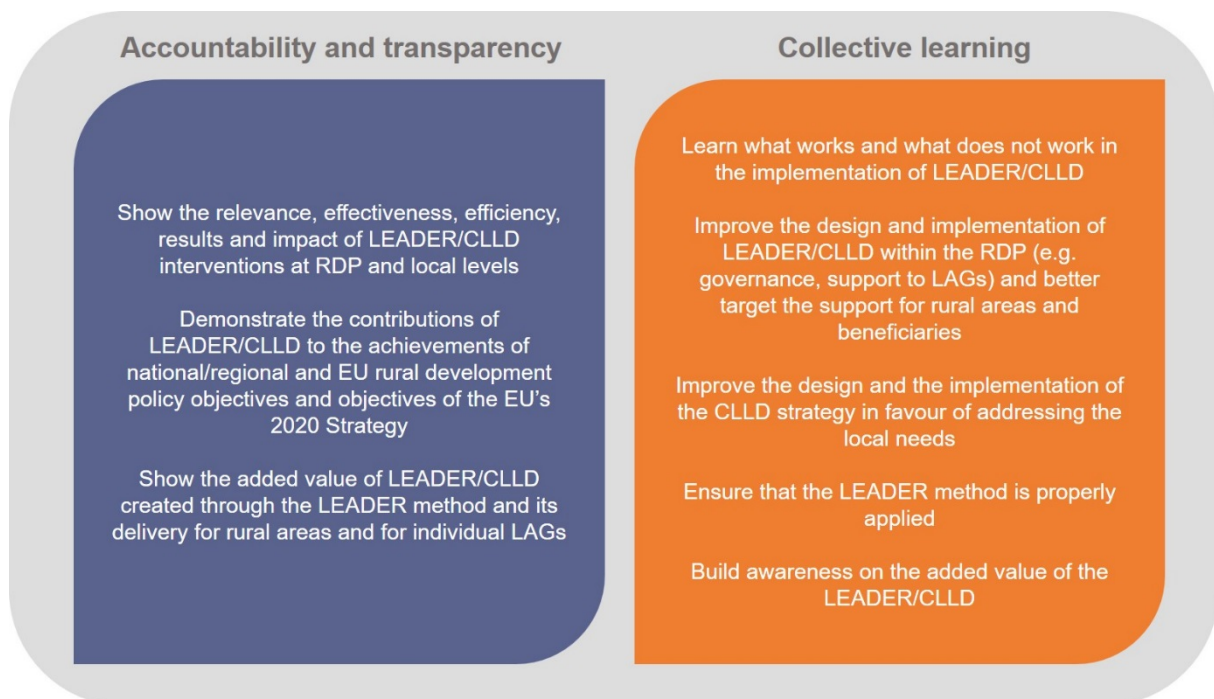 Accountability and transparency
Show the relevance, effectiveness, efficiency,
results and impact of LEADER/CLLD
interventions at RDP and local levels
Demonstrate the contributions of
LEADER/CLLD to the achievements of
national/regional and EU rural development
policy objectives and objectives of the EU’s
2020 Strategy
Show the added value of LEADER/CLLD
created through the LEADER method and its
delivery for rural areas and for individual LAGs
Collective learning
Learn what works and what does not work in
the implementation of LEADER/CLLD
Improve the design and implementation of
LEADER/CLLD within the RDP (e.g.
governance, support to LAGs) and better
target the support for rural areas and
beneficiaries
Improve the design and the implementation of
the CLLD strategy in favour of addressing the
local needs
Ensure that the LEADER method is properly
applied
Build awareness on the added value of the
LEADER/CLLD